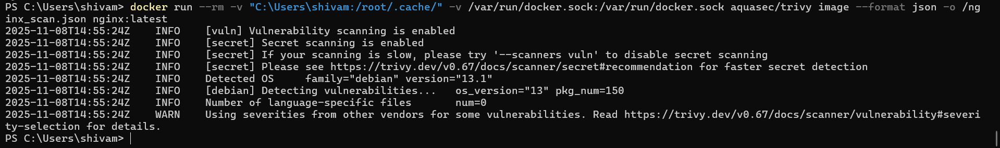 PS C:\Users\shivam> docker run --rm -v "C:\Users\shivam:/root/.cache/" -v /var/run/docker.sock:/var/run/docker.sock aquasec/trivy image --format json -o /ng
inx_scan.json nginx:latest
2025-11-08T14:55:24Z    INFO    [vuln] Vulnerability scanning is enabled
2025-11-08T14:55:24Z    INFO    [secret] Secret scanning is enabled
2025-11-08T14:55:24Z    INFO    [secret] If your scanning is slow, please try '--scanners vuln' to disable secret scanning
2025-11-08T14:55:24Z    INFO    [secret] Please see https://trivy.dev/v0.67/docs/scanner/secret#recommendation for faster secret detection
2025-11-08T14:55:24Z    INFO    Detected OS     family="debian" version="13.1"
2025-11-08T14:55:24Z    INFO    [debian] Detecting vulnerabilities...   os_version="13" pkg_num=150
2025-11-08T14:55:24Z    INFO    Number of language-specific files       num=0
2025-11-08T14:55:24Z    WARN    Using severities from other vendors for some vulnerabilities. Read https://trivy.dev/v0.67/docs/scanner/vulnerability#severi
ty-selection for details.
PS C:\Users\shivam>